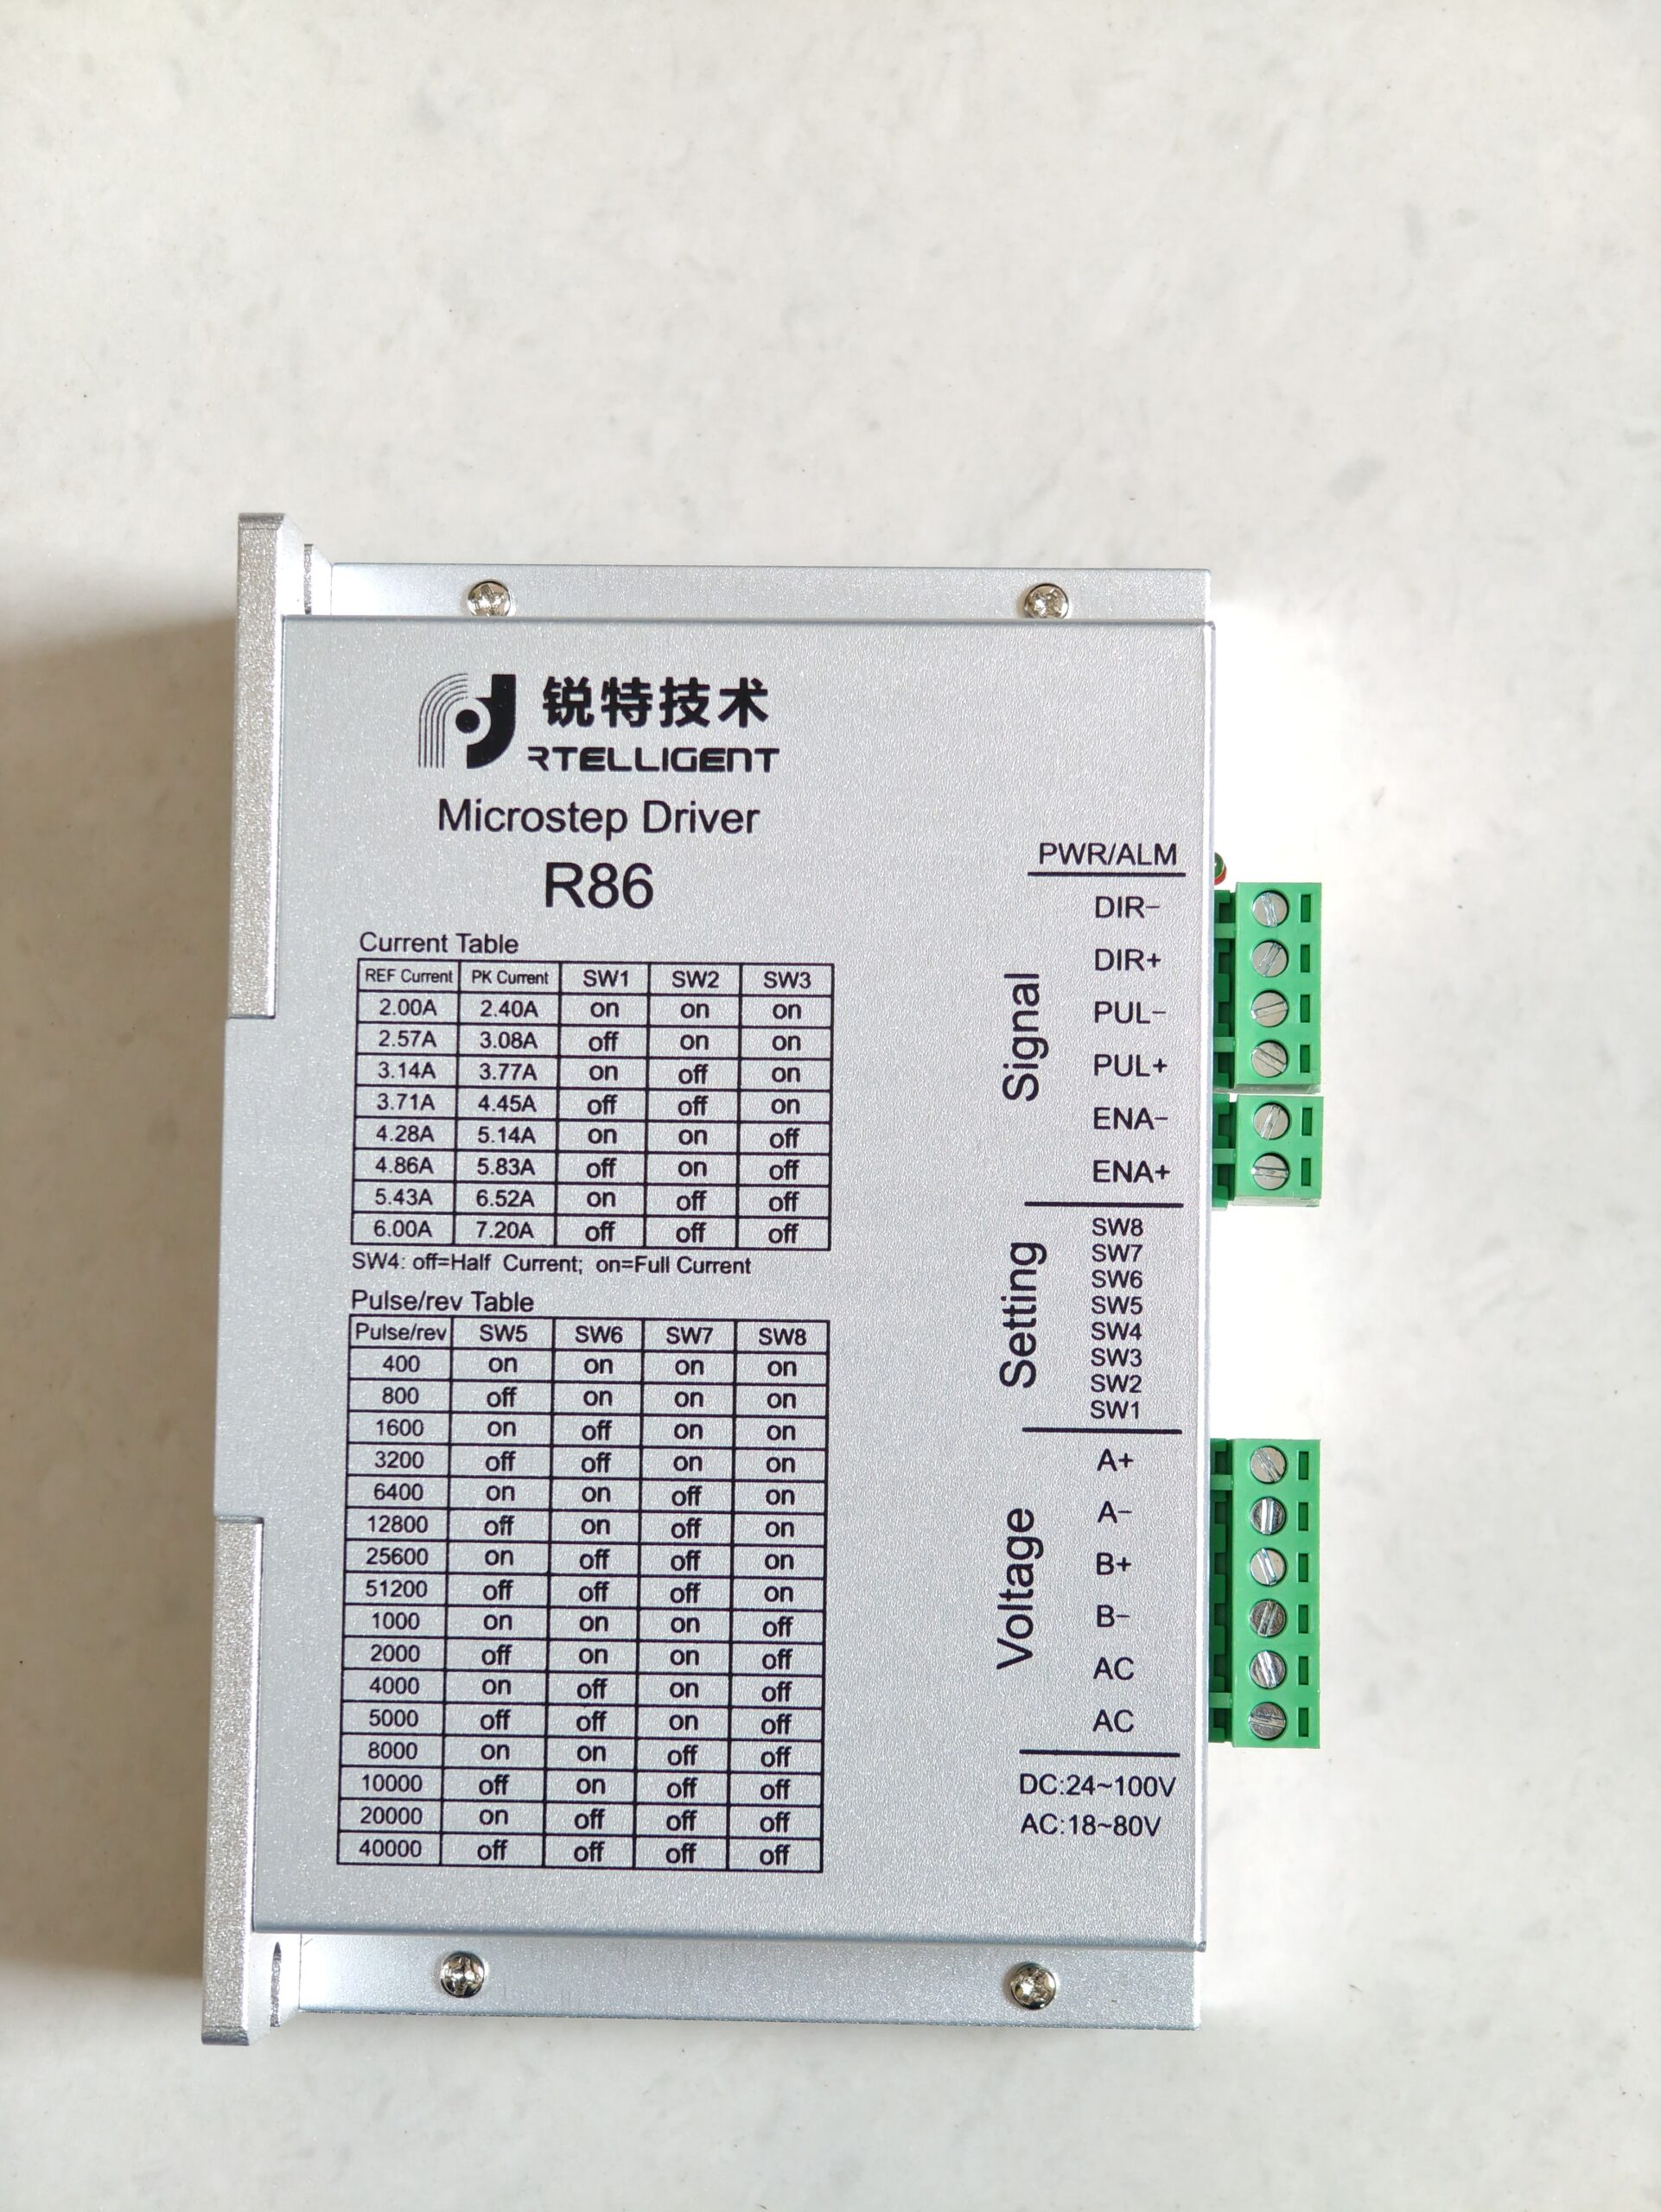 锐特技术
RTELLIGENT
Microstep Driver
R86
Current Table
REF Current PK Current SW1 SW2 SW3
2.00A 2.40A on on on
2.57A 3.08A off on on
3.14A 3.77A on off on
3.71A 4.45A off off on
4.28A 5.14A on on off
4.86A 5.83A off on off
5.43A 6.52A on off off
6.00A 7.20A off off off
SW4: off=Half Current; on=Full Current
Pulse/rev Table
Pulse/rev SW5 SW6 SW7 SW8
400 on on on on
800 off on on on
1600 on off on on
3200 off off on on
6400 on on off on
12800 off on off on
25600 on off off on
51200 off off off on
1000 on on on off
2000 off on on off
4000 on off on off
5000 off off on off
8000 on on off off
10000 off on off off
20000 on off off off
40000 off off off off
PWR/ALM
Signal
DIR-
DIR+
PUL-
PUL+
ENA-
ENA+
Setting
SW8
SW7
SW6
SW5
SW4
SW3
SW2
SW1
Voltage
A+
A-
B+
B-
AC
AC
DC:24~100V
AC:18~80V